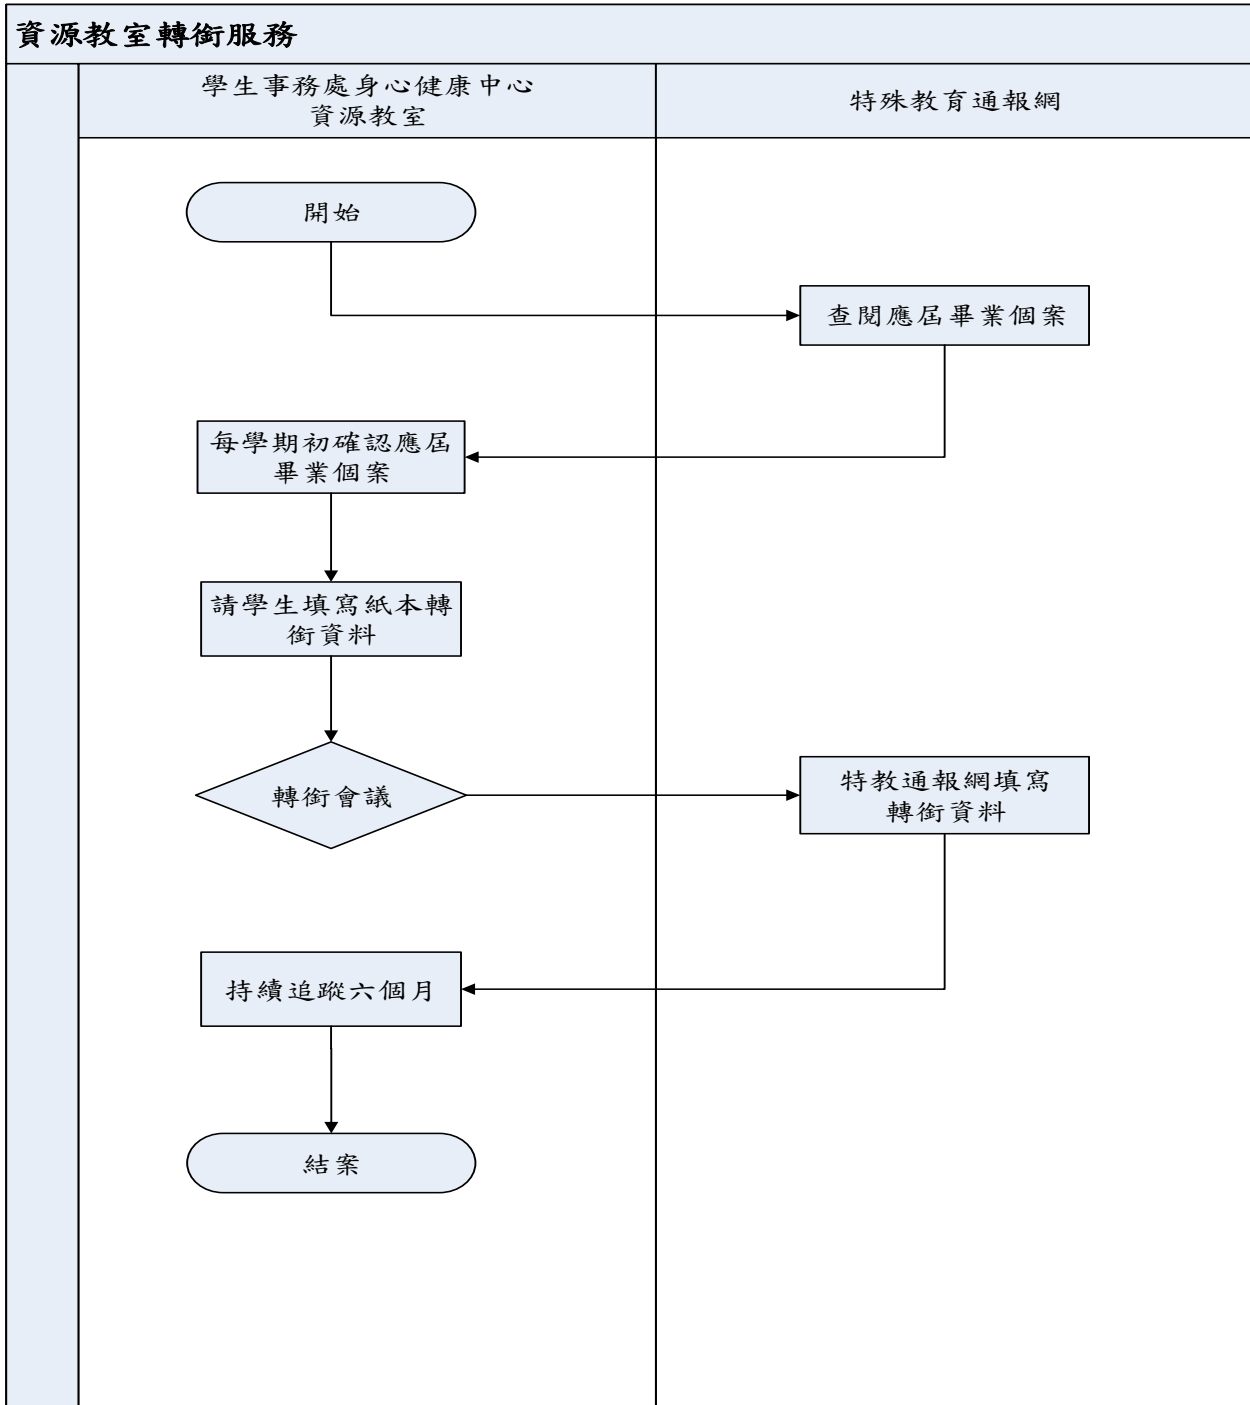 資源教室轉銜服務
學生事務處身心健康中心
資源教室
特殊教育通報網
開始
查閱應屆畢業個案
每學期初確認應屆
畢業個案
請學生填寫紙本轉
銜資料
轉銜會議
特教通報網填寫
轉銜資料
持續追蹤六個月
結案